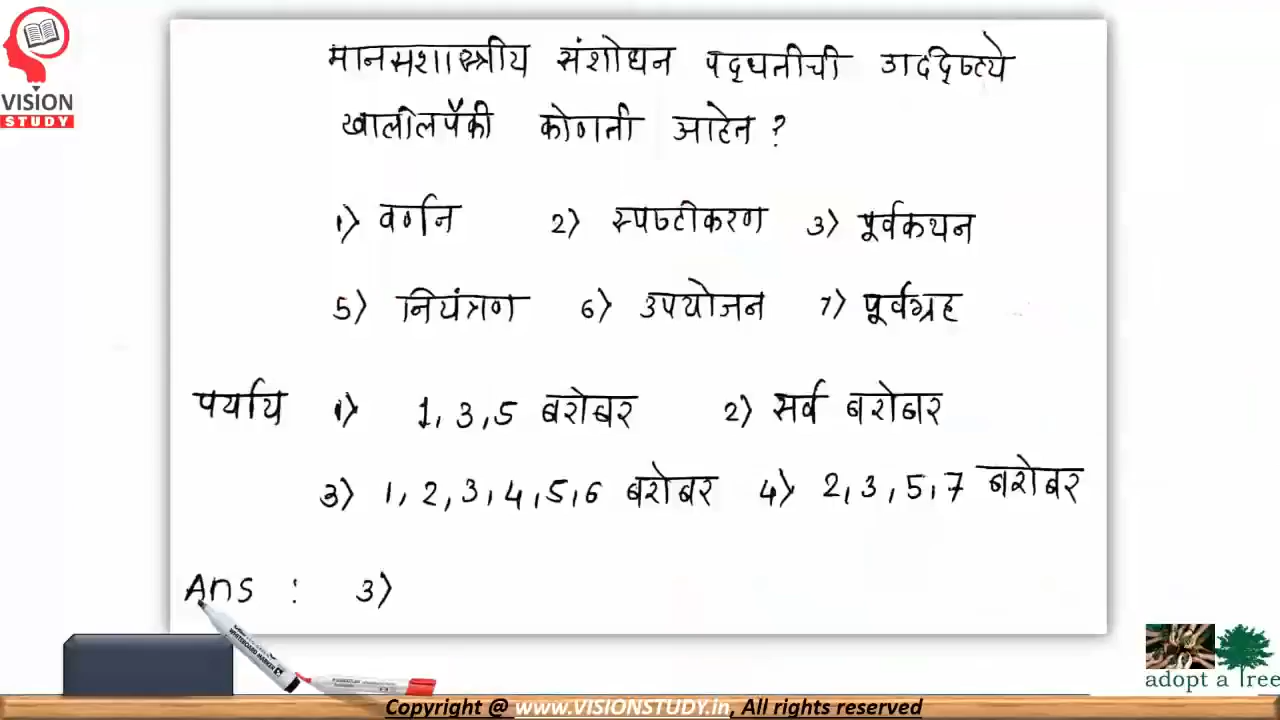 VISION
STUDY
मानसशास्त्रीय संशोधन पद्धतीची उद्दिष्टये
खालीलपैकी कोणती आहेत ?
1) वर्णन 2) स्पष्टीकरण 3) पूर्वकथन
5) नियंत्रण 6) उपयोजन 7) पूर्वग्रह
पर्याय 1) 1, 3, 5 बरोबर 2) सर्व बरोबर
3) 1, 2, 3, 4, 5, 6 बरोबर 4) 2, 3, 5, 7 बरोबर
Ans : 3)
WHITEBOARD MARKER
adopt a Tree
Copyright @ www.VISIONSTUDY.in, All rights reserved